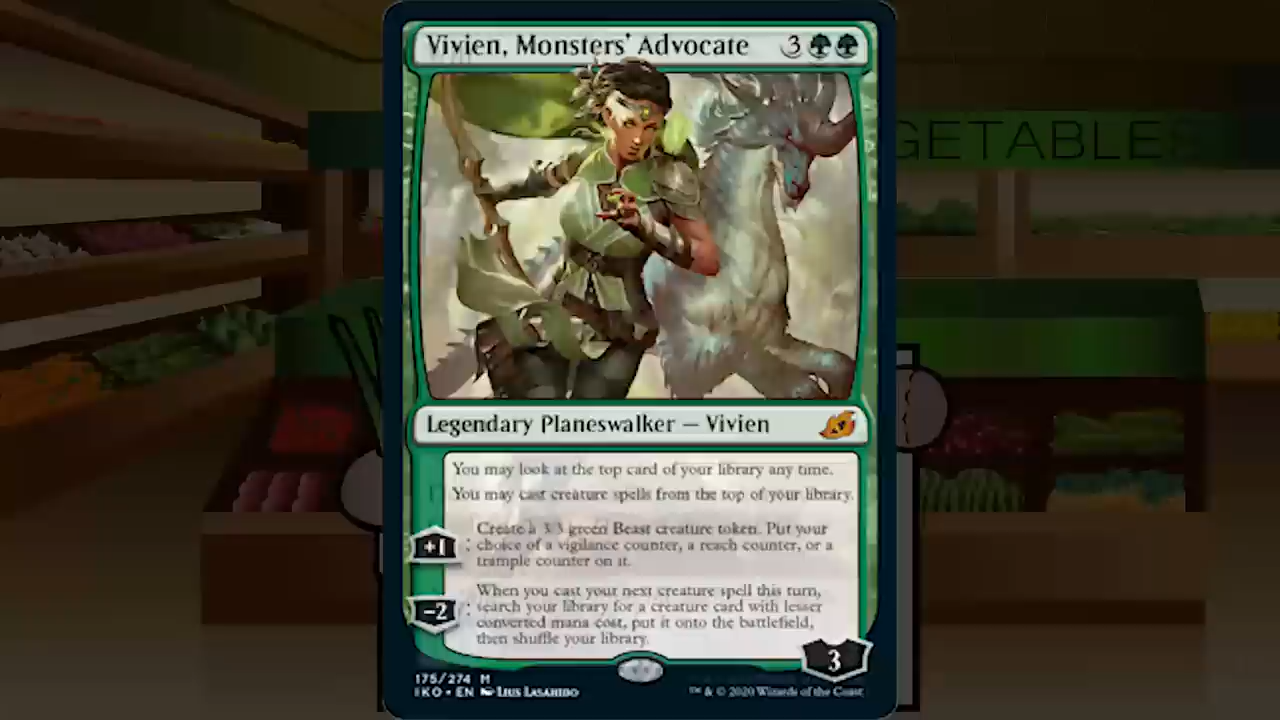 Vivien, Monsters' Advocate 3
GETABLE
Legendary Planeswalker — Vivien
You may look at the top card of your library any time.
You may cast creature spells from the top of your library.
Create a 3/3 green Beast creature token. Put your
+1 : choice of a vigilance counter, a reach counter, or a
trample counter on it.
When you cast your next creature spell this turn,
−2 : search your library for a creature card with lesser
converted mana cost, put it onto the battlefield,
then shuffle your library.
3
175/274 M
IKO • EN Lius Lasahido
™ & © 2020 Wizards of the Coast